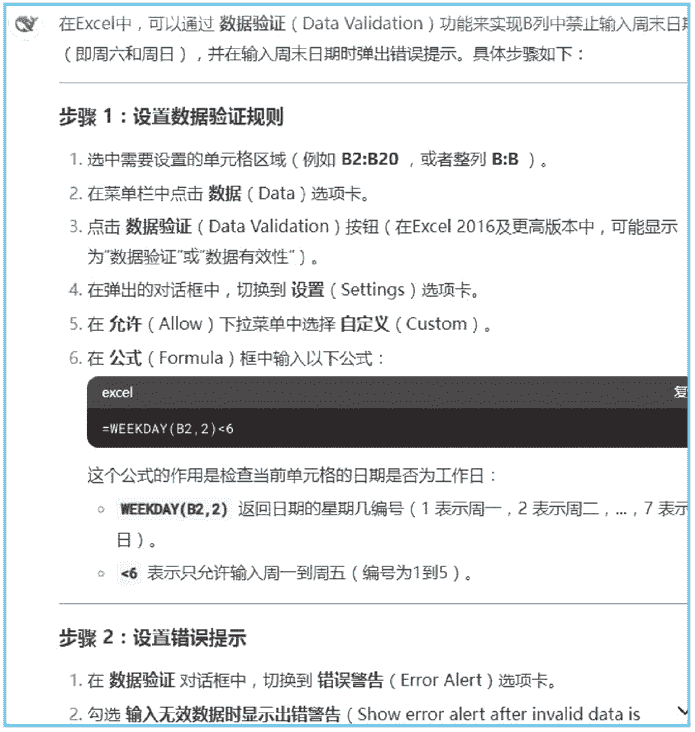 在Excel中，可以通过 数据验证（Data Validation）功能来实现B列中禁止输入周末日期
（即周六和周日），并在输入周末日期时弹出错误提示。具体步骤如下：
步骤 1：设置数据验证规则
1. 选中需要设置的单元格区域（例如 B2:B20 ，或者整列 B:B ）。
2. 在菜单栏中点击 数据（Data）选项卡。
3. 点击 数据验证（Data Validation）按钮（在Excel 2016及更高版本中，可能显示
为“数据验证”或“数据有效性”）。
4. 在弹出的对话框中，切换到 设置（Settings）选项卡。
5. 在 允许（Allow）下拉菜单中选择 自定义（Custom）。
6. 在 公式（Formula）框中输入以下公式：
excel 复
=WEEKDAY(B2,2)<6
这个公式的作用是检查当前单元格的日期是否为工作日：
WEEKDAY(B2,2) 返回日期的星期几编号（1 表示周一，2 表示周二，...，7 表示
日）。
<6 表示只允许输入周一到周五（编号为1到5）。
步骤 2：设置错误提示
1. 在 数据验证 对话框中，切换到 错误警告（Error Alert）选项卡。
2. 勾选 输入无效数据时显示出错警告（Show error alert after invalid data is